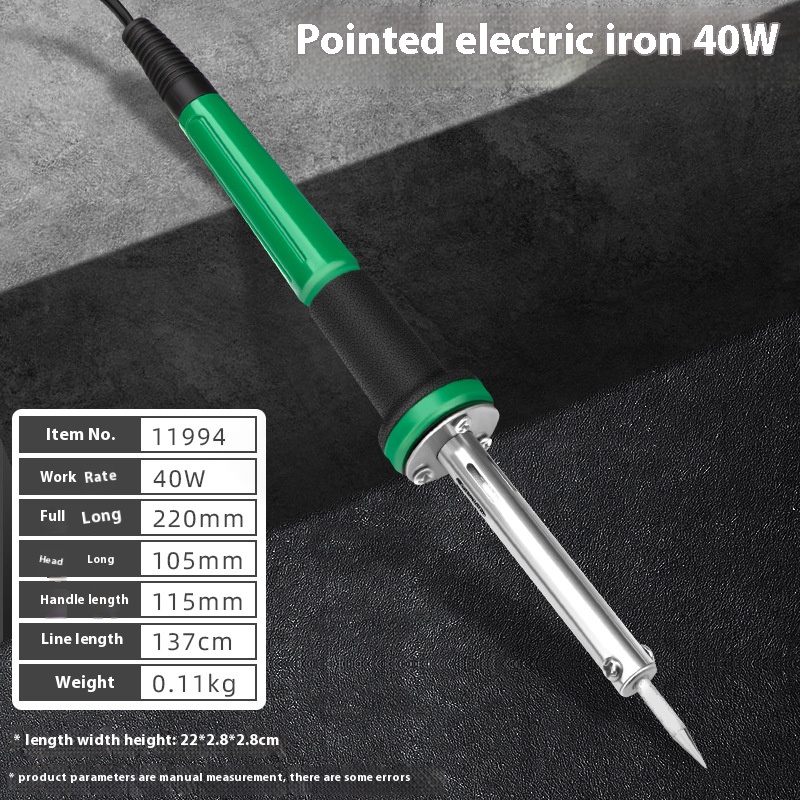 Pointed electric iron 40W
Item No. 11994
Work Rate 40W
Full Long 220mm
Head Long 105mm
Handle length 115mm
Line length 137cm
Weight 0.11kg
* length width height: 22*2.8*2.8cm
* product parameters are manual measurement, there are some errors